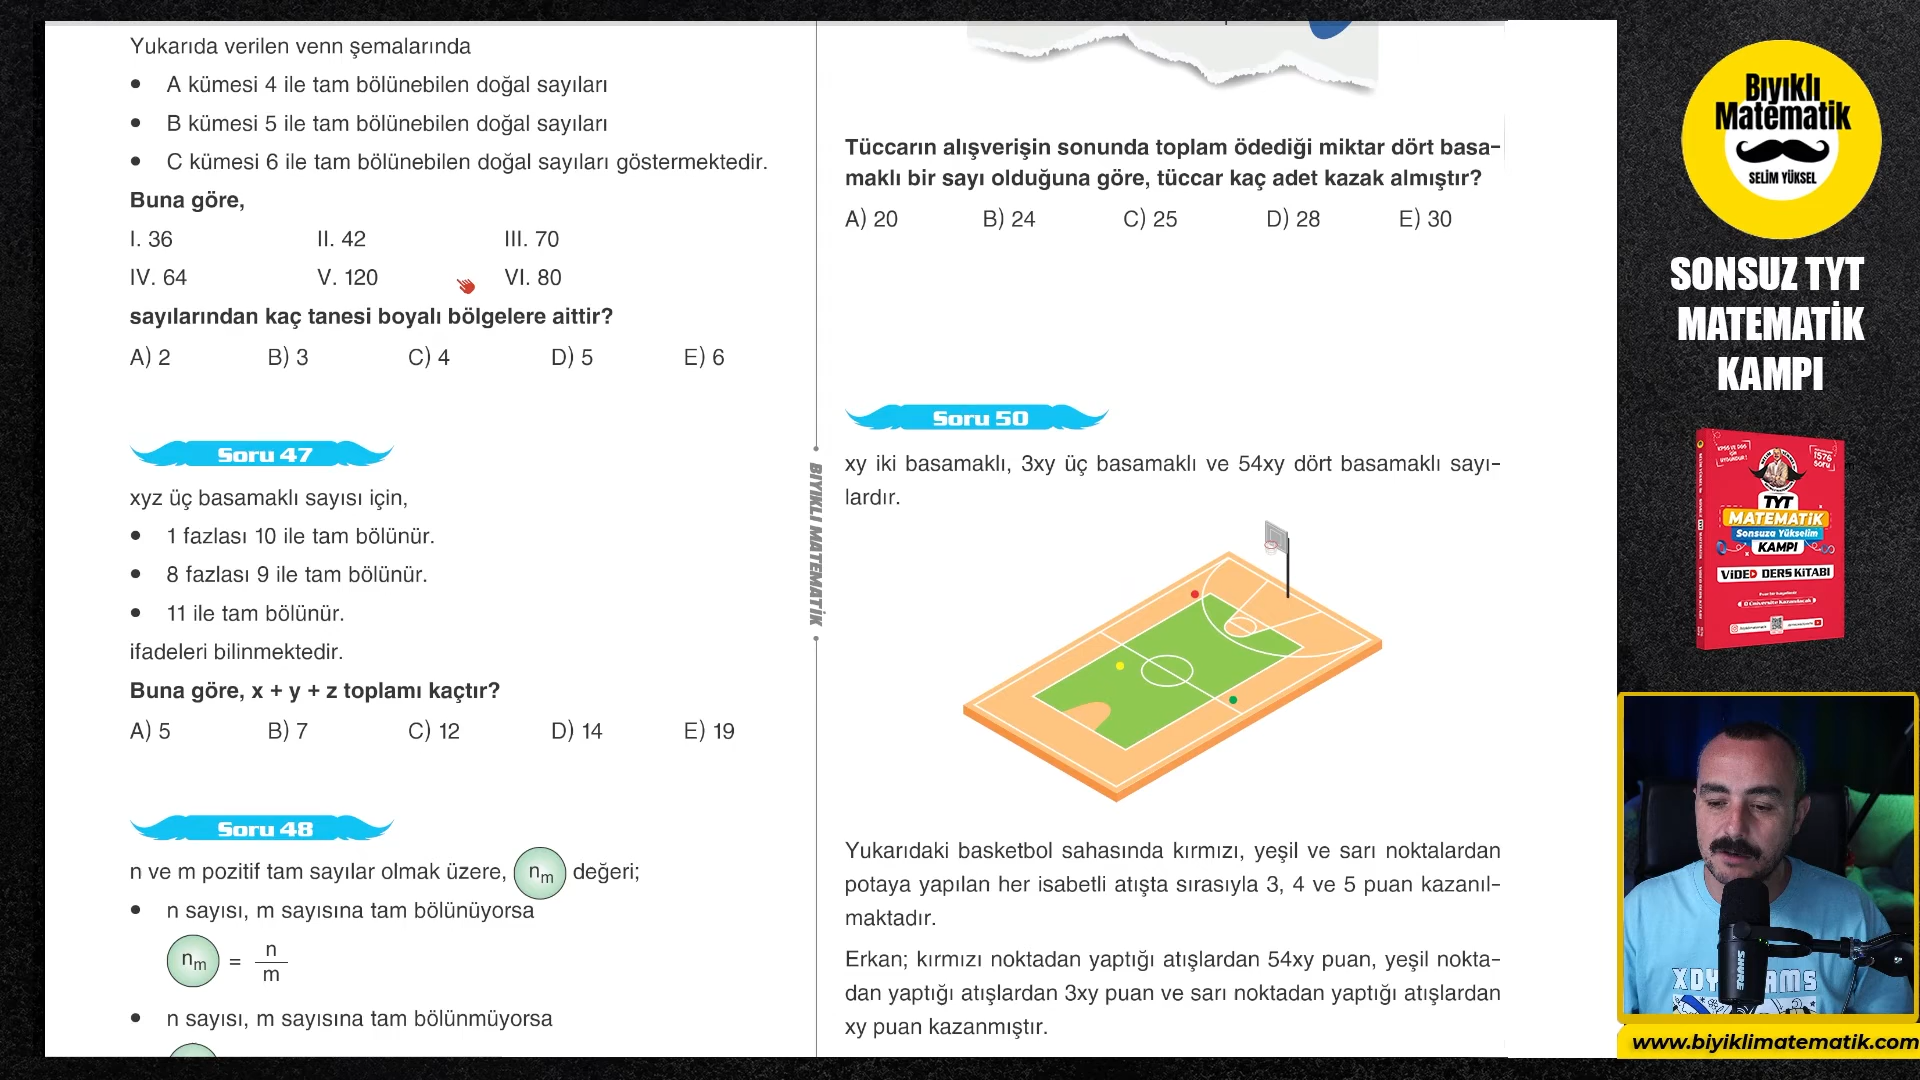 Yukarıda verilen venn şemalarında
• A kümesi 4 ile tam bölünebilen doğal sayıları
• B kümesi 5 ile tam bölünebilen doğal sayıları
• C kümesi 6 ile tam bölünebilen doğal sayıları göstermektedir.
Buna göre,
I. 36 II. 42 III. 70
IV. 64 V. 120 VI. 80
sayılarından kaç tanesi boyalı bölgelere aittir?
A) 2 B) 3 C) 4 D) 5 E) 6
Soru 47
xyz üç basamaklı sayısı için,
• 1 fazlası 10 ile tam bölünür.
• 8 fazlası 9 ile tam bölünür.
• 11 ile tam bölünür.
ifadeleri bilinmektedir.
Buna göre, x + y + z toplamı kaçtır?
A) 5 B) 7 C) 12 D) 14 E) 19
Soru 48
n ve m pozitif tam sayılar olmak üzere, nm değeri;
• n sayısı, m sayısına tam bölünüyorsa
nm = n
m
• n sayısı, m sayısına tam bölünmüyorsa
BIYIKLI MATEMATİK
Tüccarın alışverişin sonunda toplam ödediği miktar dört basa-
maklı bir sayı olduğuna göre, tüccar kaç adet kazak almıştır?
A) 20 B) 24 C) 25 D) 28 E) 30
Soru 50
xy iki basamaklı, 3xy üç basamaklı ve 54xy dört basamaklı sayı-
lardır.
Yukarıdaki basketbol sahasında kırmızı, yeşil ve sarı noktalardan
potaya yapılan her isabetli atışta sırasıyla 3, 4 ve 5 puan kazanıl-
maktadır.
Erkan; kırmızı noktadan yaptığı atışlardan 54xy puan, yeşil nokta-
dan yaptığı atışlardan 3xy puan ve sarı noktadan yaptığı atışlardan
xy puan kazanmıştır.
Bıyıklı
Matematik
SELİM YÜKSEL
SONSUZ TYT
MATEMATİK
KAMPI
TYT
MATEMATİK
Sonsuza Yükselim
KAMPI
VİDEO DERS KİTABI
1576
soru
SHURE
www.biyiklimatematik.com